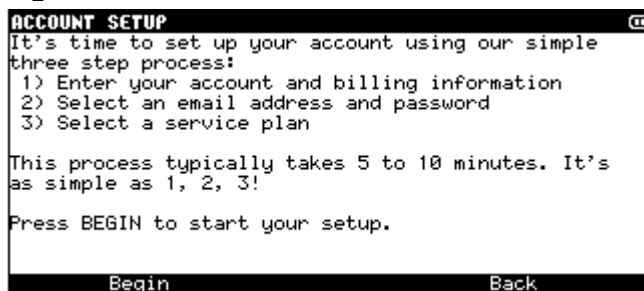 ACCOUNT SETUP
It's time to set up your account using our simple
three step process:
1) Enter your account and billing information
2) Select an email address and password
3) Select a service plan
This process typically takes 5 to 10 minutes. It's
as simple as 1, 2, 3!
Press BEGIN to start your setup.
Begin Back